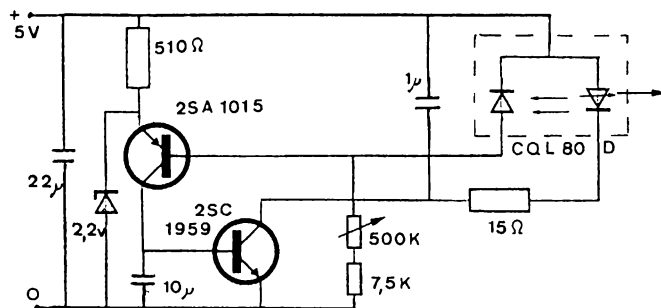 +
5V
510Ω
1µ
2SA 1015
CQL 80 D
22µ
2,2v
2SC
1959
500K
15Ω
10µ
7,5K
O